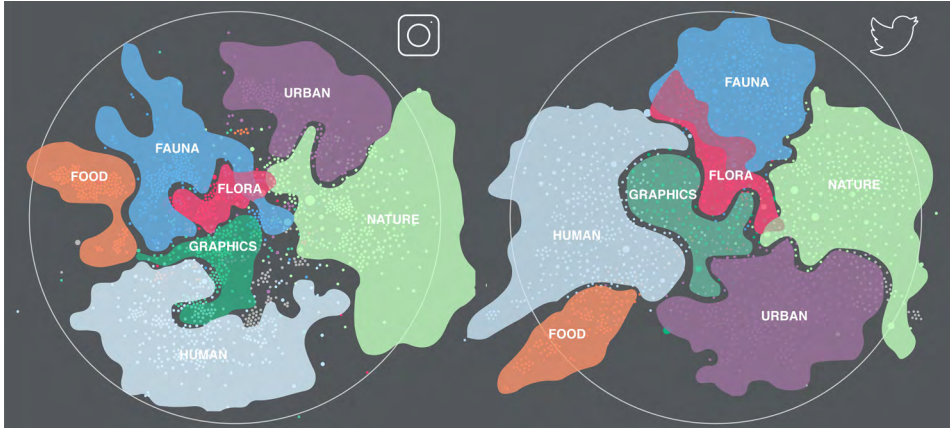 URBAN
FAUNA
FOOD
FLORA
NATURE
GRAPHICS
HUMAN
FAUNA
FLORA
NATURE
GRAPHICS
HUMAN
URBAN
FOOD